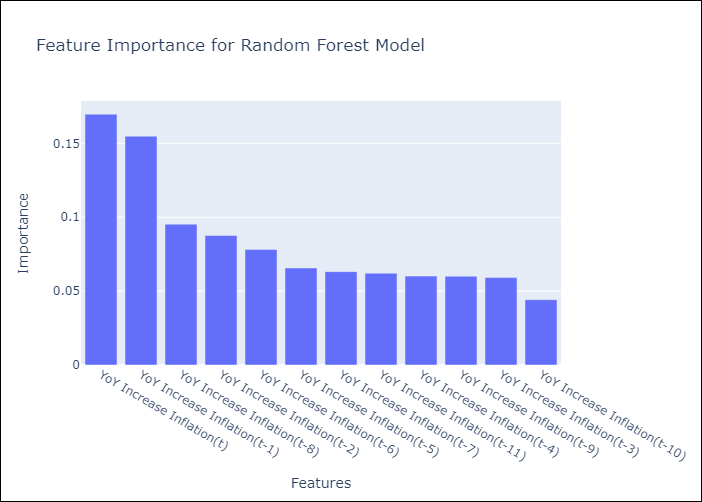 Feature Importance for Random Forest Model
Importance
0.15
0.1
0.05
0
YoY Increase Inflation(t)
YoY Increase Inflation(t-1)
YoY Increase Inflation(t-8)
YoY Increase Inflation(t-2)
YoY Increase Inflation(t-6)
YoY Increase Inflation(t-5)
YoY Increase Inflation(t-7)
YoY Increase Inflation(t-11)
YoY Increase Inflation(t-4)
YoY Increase Inflation(t-9)
YoY Increase Inflation(t-3)
YoY Increase Inflation(t-10)
Features